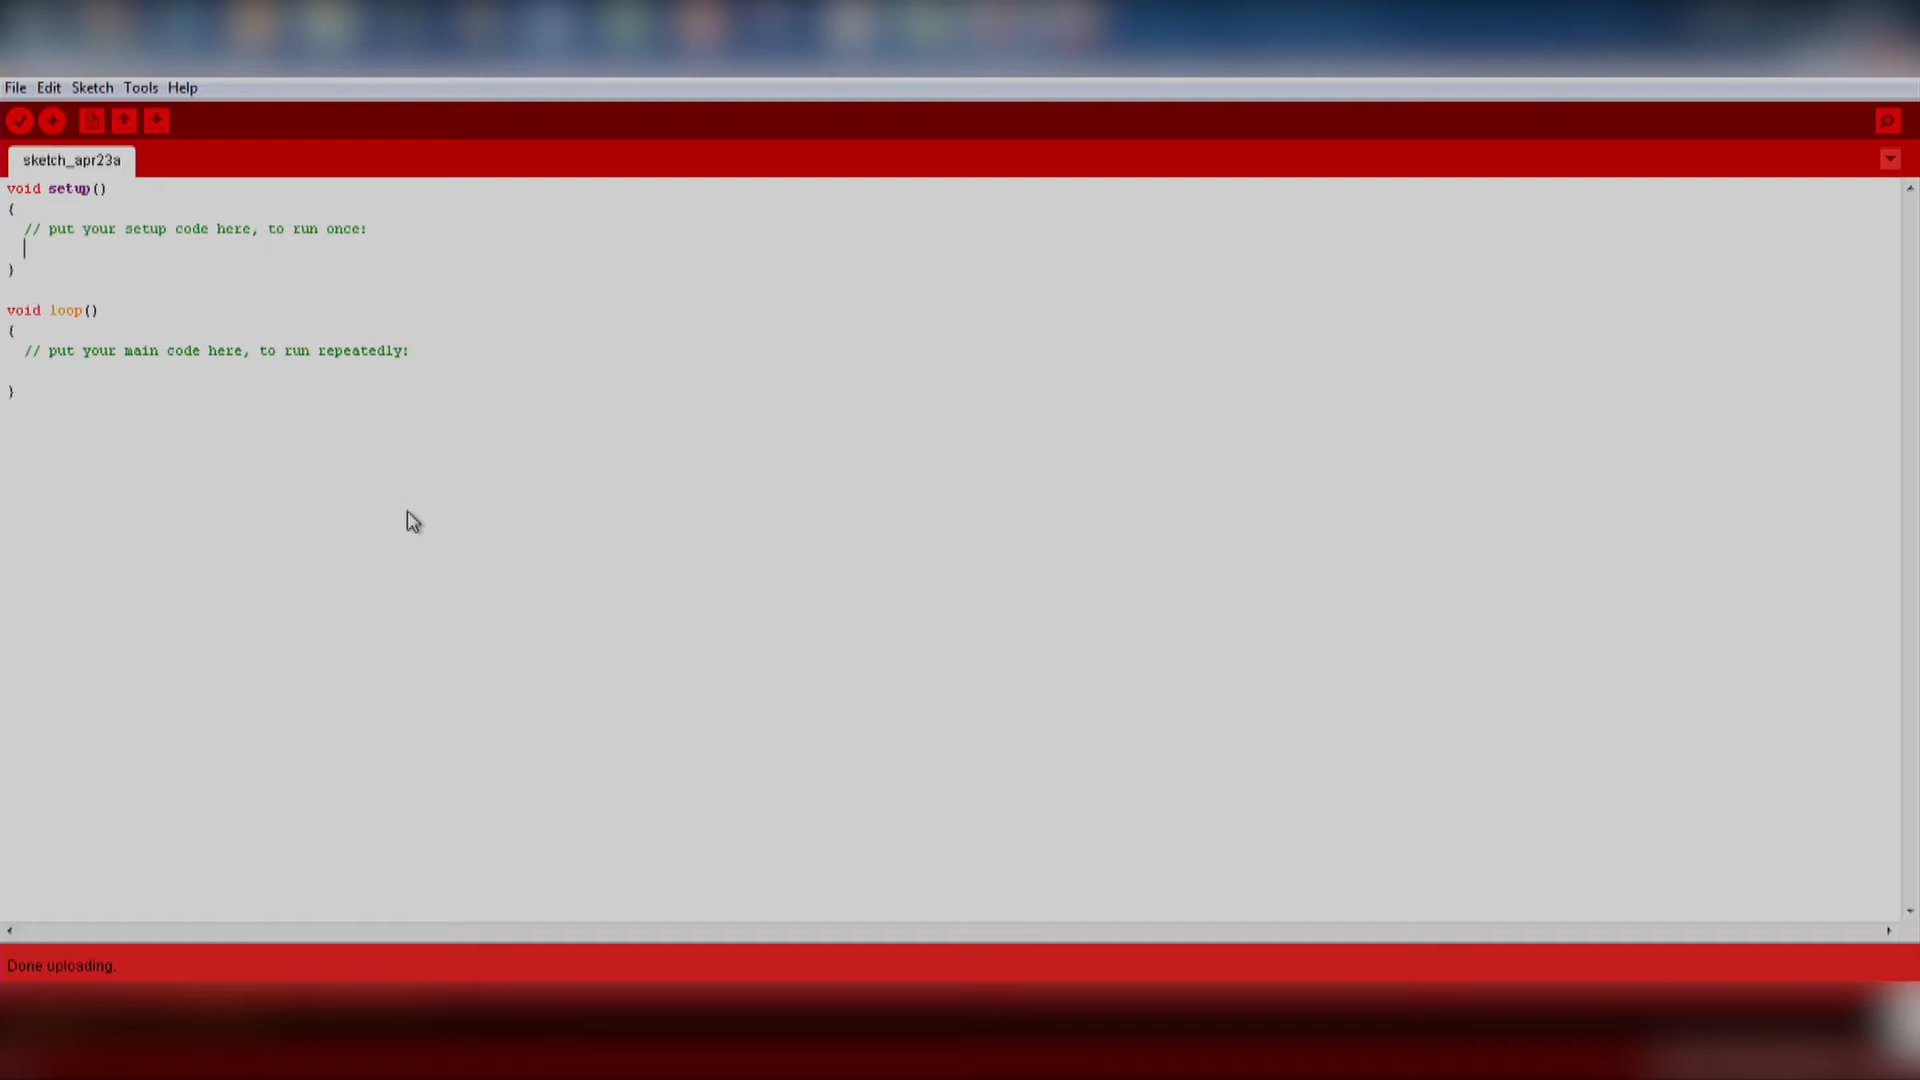 File Edit Sketch Tools Help
sketch_apr23a
void setup()
{
// put your setup code here, to run once:
}
void loop()
{
// put your main code here, to run repeatedly:
}
Done uploading.